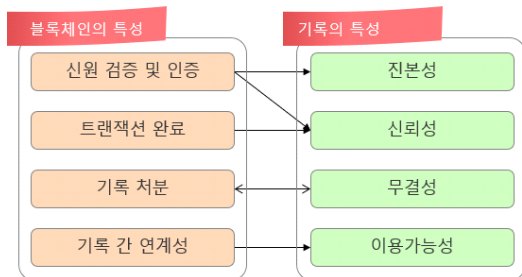 블록체인의 특성
기록의 특성
신원 검증 및 인증
진본성
트랜잭션 완료
신뢰성
기록 처분
무결성
기록 간 연계성
이용가능성